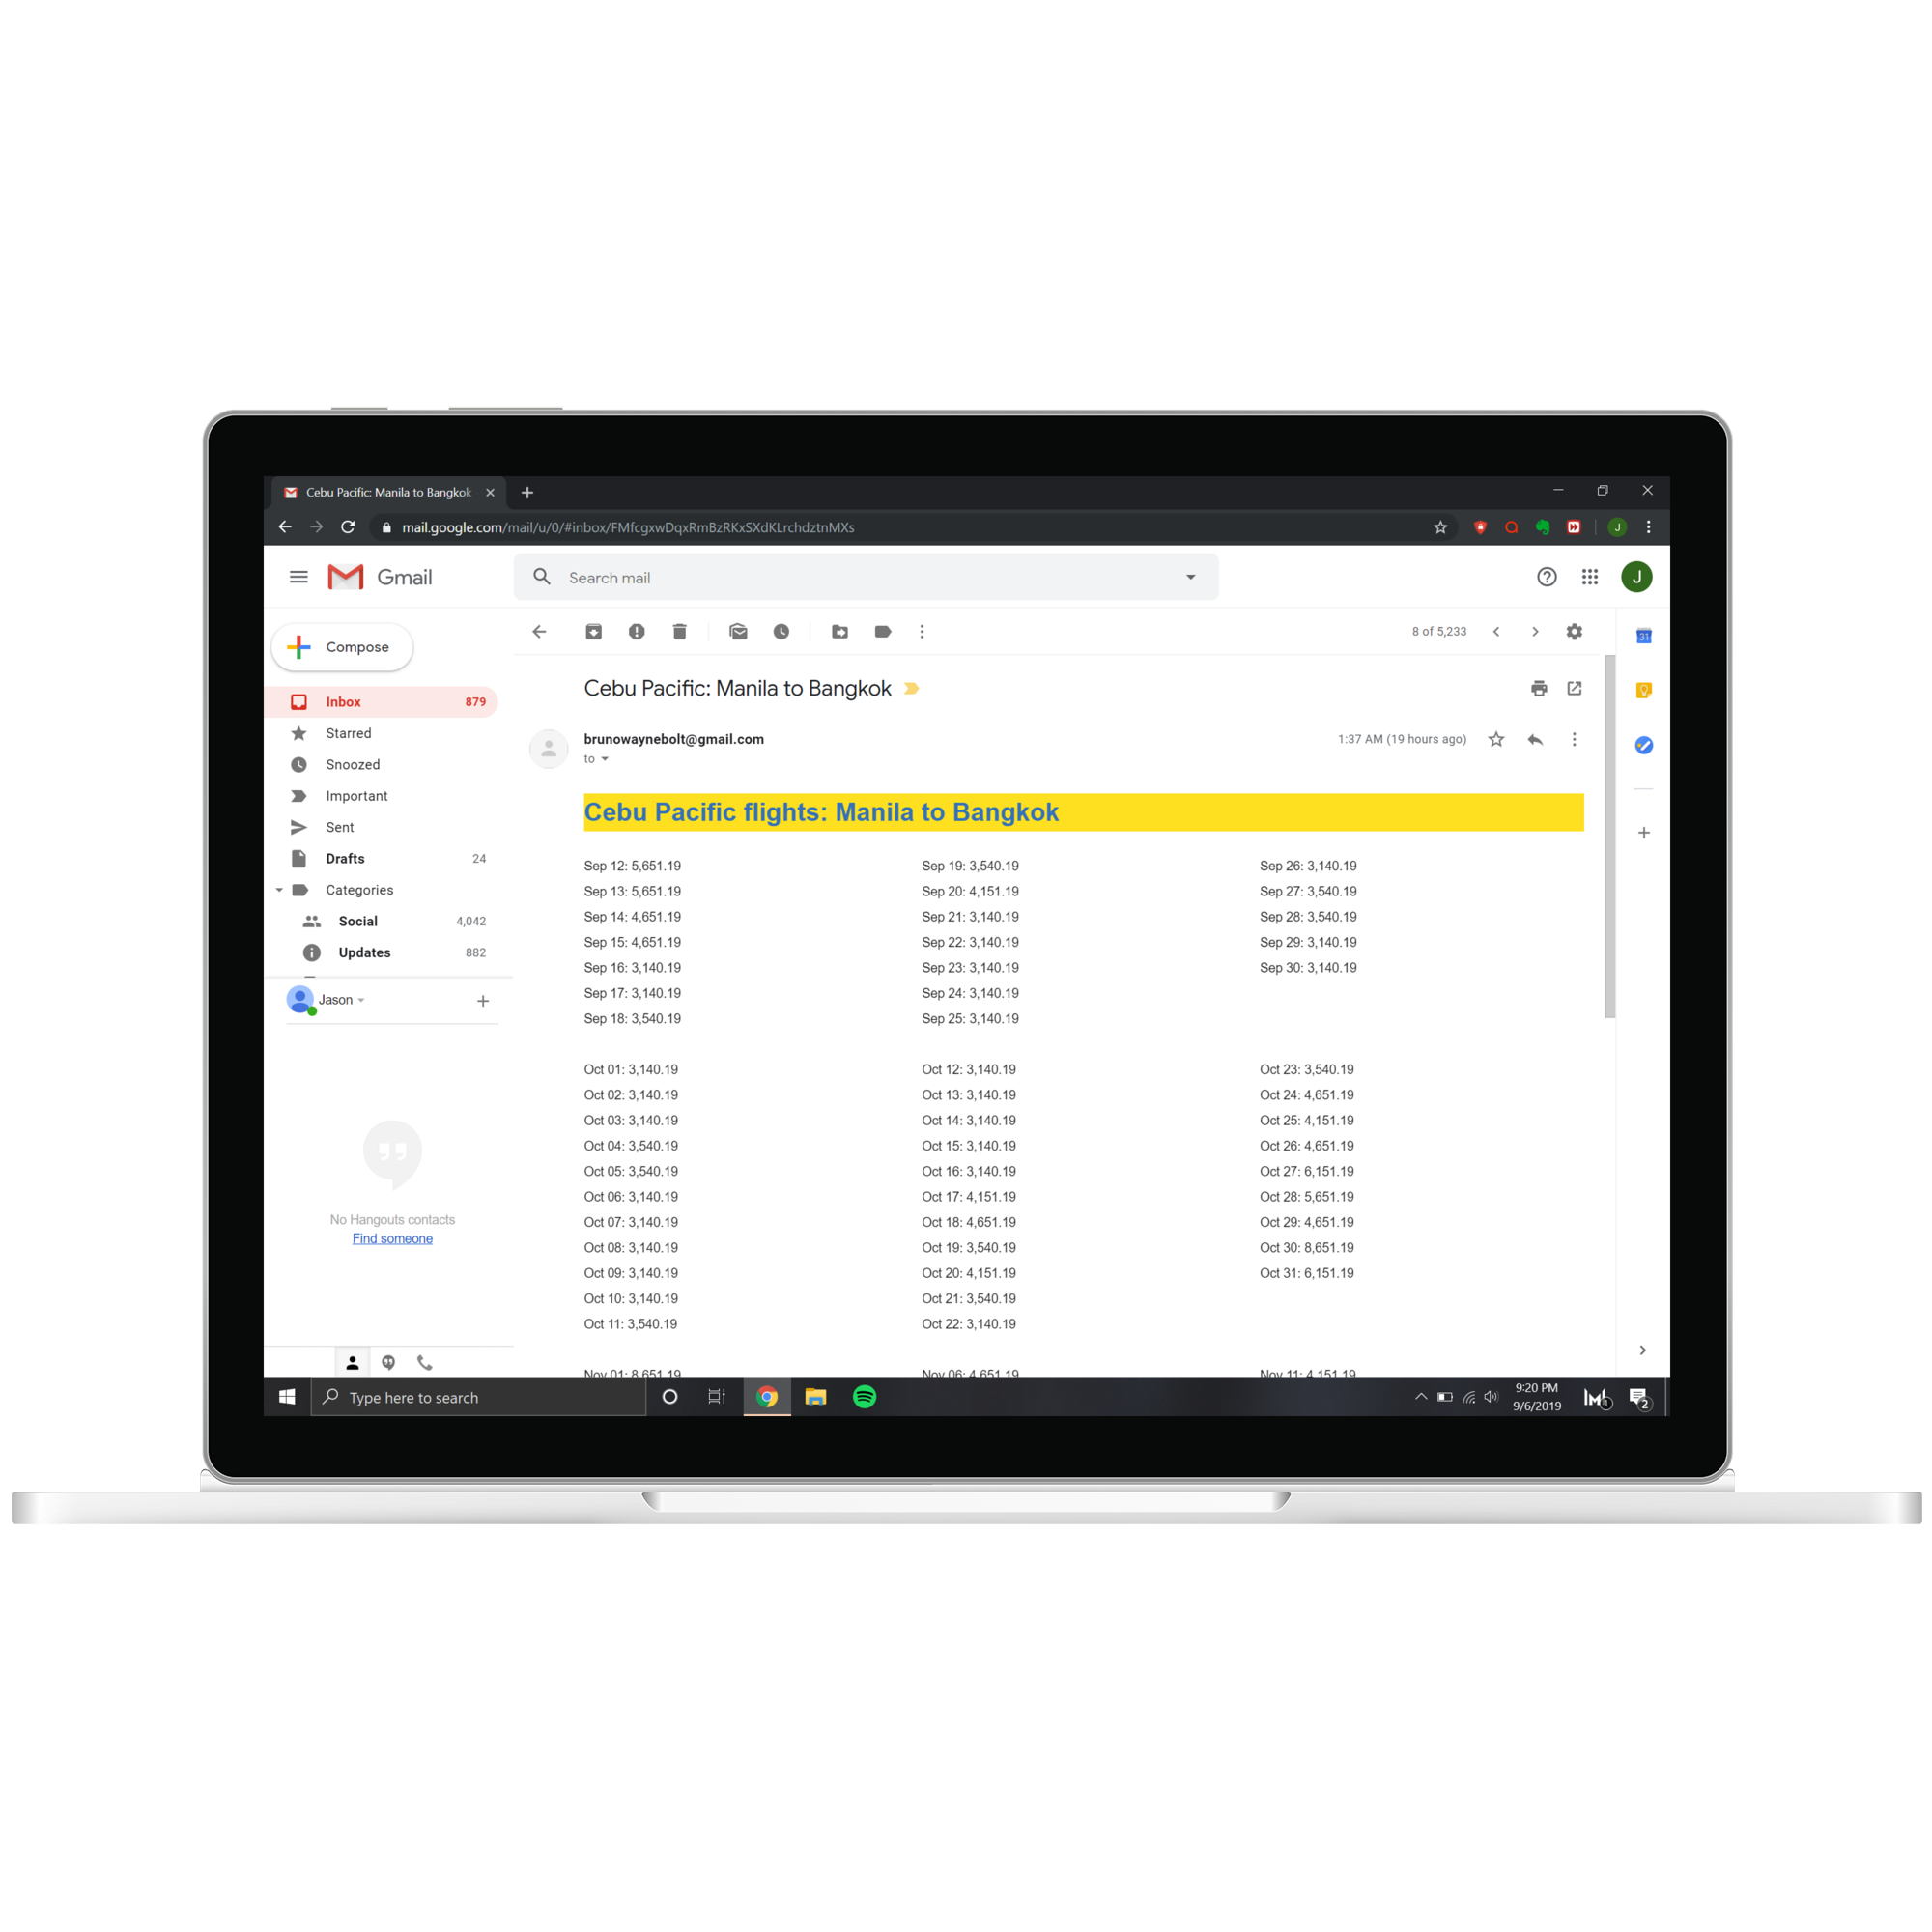 Cebu Pacific: Manila to Bangkok
mail.google.com/mail/u/0/#inbox/FMfcgxwDqxRmBzRKxSXdKLrchdztnMXs
J
Gmail
Search mail
J
Compose
8 of 5,233
31
Inbox 879
Starred
Snoozed
Important
Sent
Drafts 24
Categories
Social 4,042
Updates 882
Jason
No Hangouts contacts
Find someone
Cebu Pacific: Manila to Bangkok
brunowaynebolt@gmail.com 1:37 AM (19 hours ago)
to
Cebu Pacific flights: Manila to Bangkok
Sep 12: 5,651.19 Sep 19: 3,540.19 Sep 26: 3,140.19
Sep 13: 5,651.19 Sep 20: 4,151.19 Sep 27: 3,540.19
Sep 14: 4,651.19 Sep 21: 3,140.19 Sep 28: 3,540.19
Sep 15: 4,651.19 Sep 22: 3,140.19 Sep 29: 3,140.19
Sep 16: 3,140.19 Sep 23: 3,140.19 Sep 30: 3,140.19
Sep 17: 3,140.19 Sep 24: 3,140.19
Sep 18: 3,540.19 Sep 25: 3,140.19
Oct 01: 3,140.19 Oct 12: 3,140.19 Oct 23: 3,540.19
Oct 02: 3,140.19 Oct 13: 3,140.19 Oct 24: 4,651.19
Oct 03: 3,140.19 Oct 14: 3,140.19 Oct 25: 4,151.19
Oct 04: 3,540.19 Oct 15: 3,140.19 Oct 26: 4,651.19
Oct 05: 3,540.19 Oct 16: 3,140.19 Oct 27: 6,151.19
Oct 06: 3,140.19 Oct 17: 4,151.19 Oct 28: 5,651.19
Oct 07: 3,140.19 Oct 18: 4,651.19 Oct 29: 4,651.19
Oct 08: 3,140.19 Oct 19: 3,540.19 Oct 30: 8,651.19
Oct 09: 3,140.19 Oct 20: 4,151.19 Oct 31: 6,151.19
Oct 10: 3,140.19 Oct 21: 3,540.19
Oct 11: 3,540.19 Oct 22: 3,140.19
Nov 01: 8,651.19 Nov 06: 4,651.19 Nov 11: 4,151.19
Type here to search
9:20 PM
9/6/2019
2